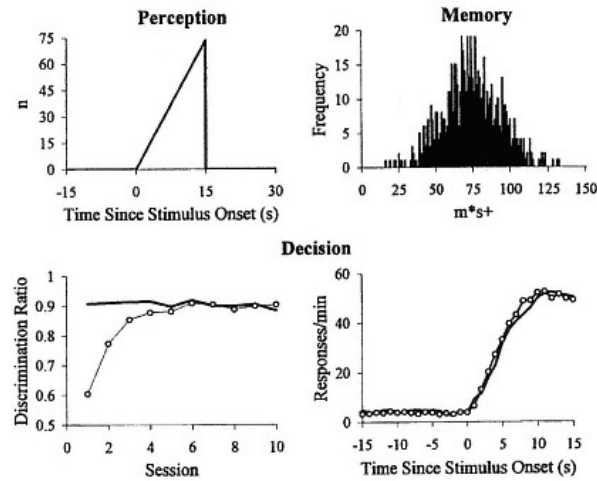 Perception
75
60
45
30
15
0
n
-15 0 15 30
Time Since Stimulus Onset (s)
Memory
20
15
10
5
0
Frequency
0 25 50 75 100 125 150
m*s+
Decision
1
0.9
0.8
0.7
0.6
0.5
Discrimination Ratio
0 2 4 6 8 10
Session
60
40
20
0
Responses/min
-15 -10 -5 0 5 10 15
Time Since Stimulus Onset (s)